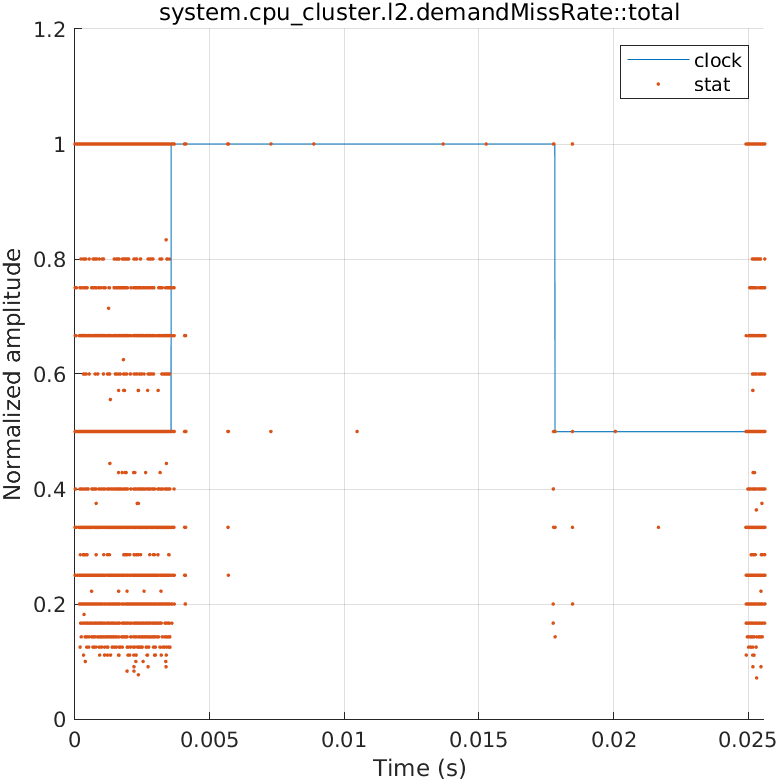 system.cpu_cluster.l2.demandMissRate::total
1.2
clock
stat
1
0.8
Normalized amplitude
0.6
0.4
0.2
0
0
0.005
0.01
0.015
0.02
0.025
Time (s)